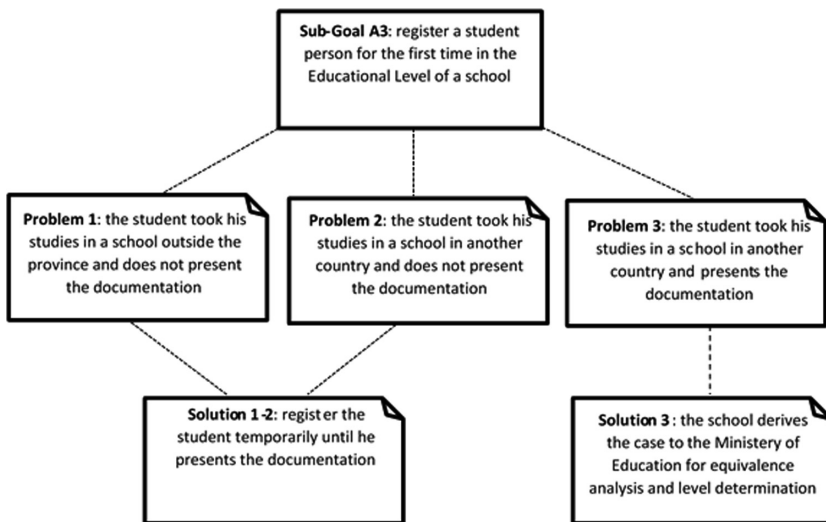 Sub-Goal A3: register a student
person for the first time in the
Educational Level of a school
Problem 1: the student took his
studies in a school outside the
province and does not present
the documentation
Problem 2: the student took his
studies in a school in another
country and does not present
the documentation
Problem 3: the student took his
studies in a school in another
country and presents the
documentation
Solution 1-2: register the
student temporarily until he
presents the documentation
Solution 3 : the school derives
the case to the Ministery of
Education for equivalence
analysis and level determination